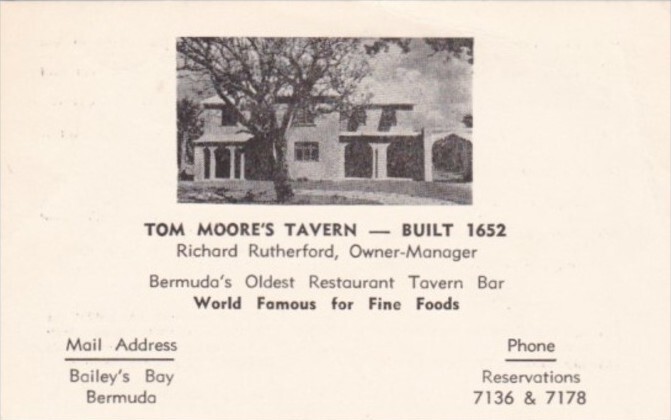 TOM MOORE'S TAVERN — BUILT 1652
Richard Rutherford, Owner-Manager
Bermuda's Oldest Restaurant Tavern Bar
World Famous for Fine Foods
Mail Address
Bailey's Bay
Bermuda
Phone
Reservations
7136 & 7178